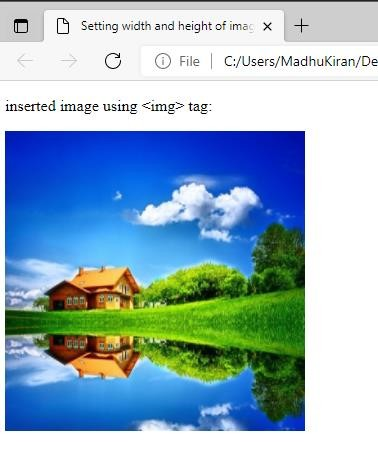 Setting width and height of imag
File
C:/Users/MadhuKiran/De
inserted image using <img> tag: